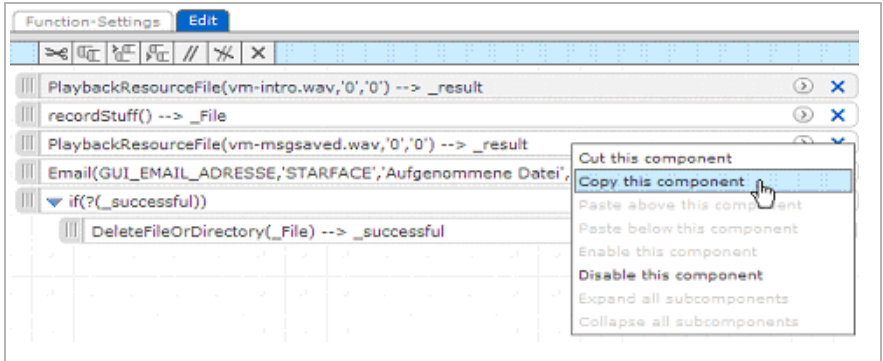 Function-Settings Edit
PlaybackResourceFile(vm-intro.wav,'0','0') --> _result
recordStuff() --> _File
PlaybackResourceFile(vm-msgsaved.wav,'0','0') --> _result
Email(GUI_EMAIL_ADRESSE,'STARFACE','Aufgenommene Datei',
if(?(_successful))
DeleteFileOrDirectory(_File) --> _successful
Cut this component
Copy this component
Paste above this component
Paste below this component
Enable this component
Disable this component
Expand all subcomponents
Collapse all subcomponents